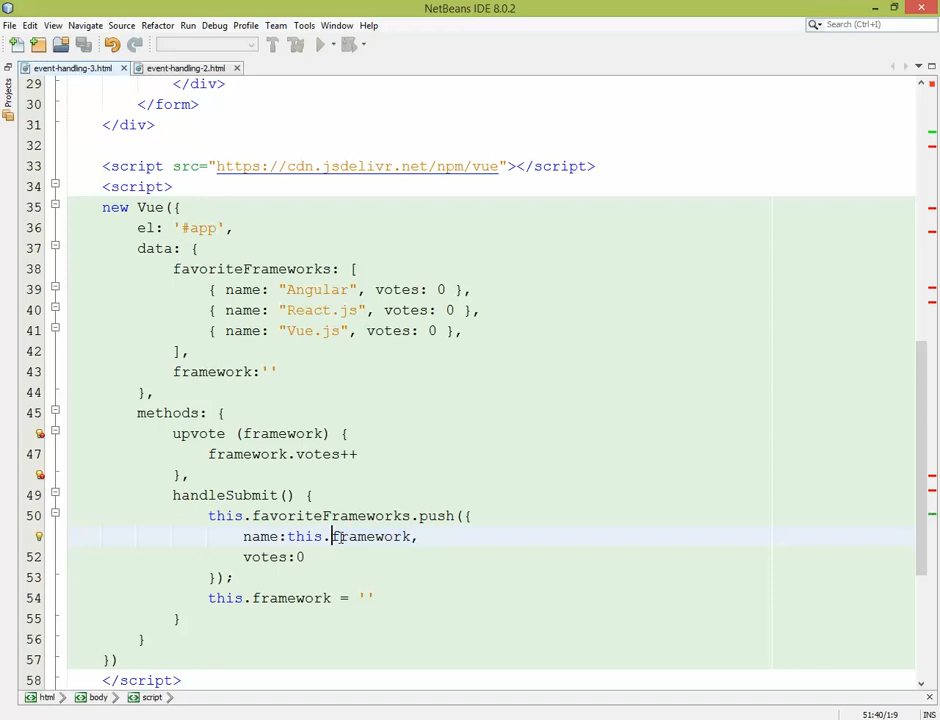 NetBeans IDE 8.0.2
File Edit View Navigate Source Refactor Run Debug Profile Team Tools Window Help
Search (Ctrl+I)
event-handling-3.html event-handling-2.html
Projects
29 </div>
30 </form>
31 </div>
32
33 <script src="https://cdn.jsdelivr.net/npm/vue"></script>
34 <script>
35 new Vue({
36 el: '#app',
37 data: {
38 favoriteFrameworks: [
39 { name: "Angular", votes: 0 },
40 { name: "React.js", votes: 0 },
41 { name: "Vue.js", votes: 0 },
42 ],
43 framework:''
44 },
45 methods: {
upvote (framework) {
47 framework.votes++
},
49 handleSubmit() {
50 this.favoriteFrameworks.push({
name:this.framework,
52 votes:0
53 });
54 this.framework = ''
55 }
56 }
57 })
58 </script>
html body script
51:40/1:9 INS